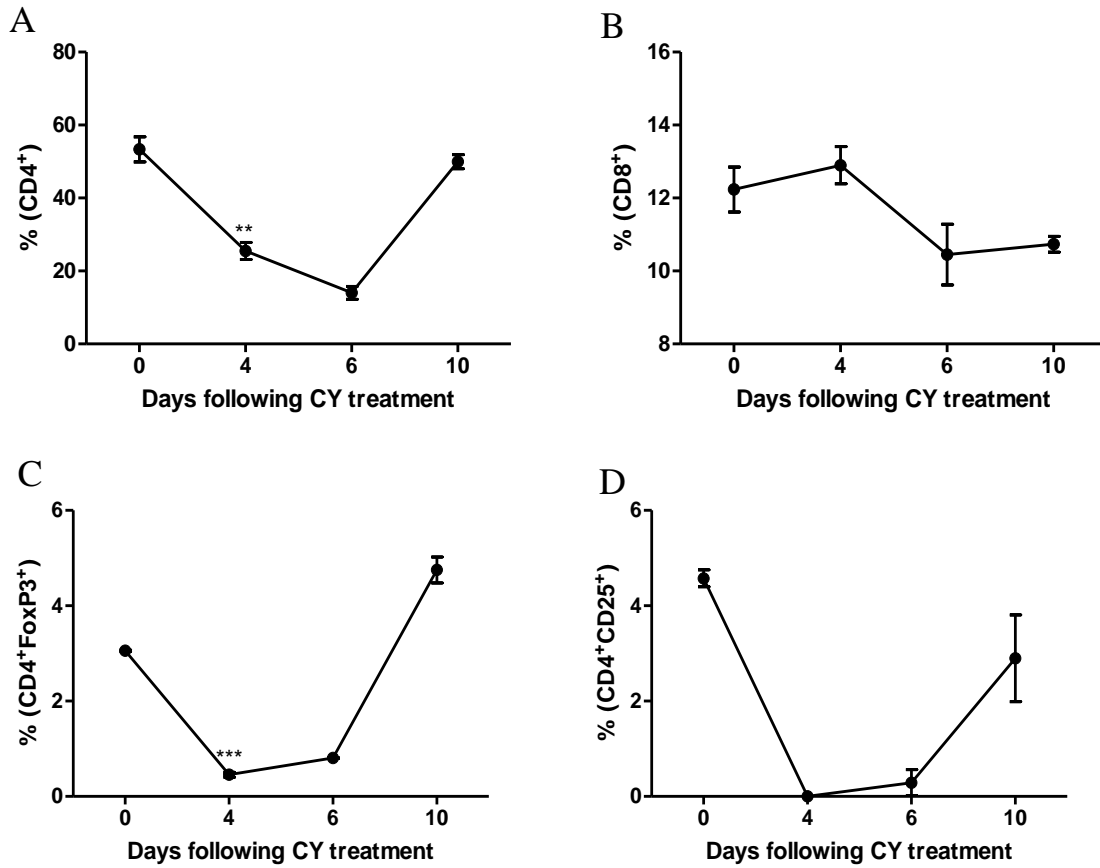 A
% (CD4⁺)
80
60
40
20
0
**
0 4 6 10
Days following CY treatment
B
% (CD8⁺)
16
14
12
10
8
0 4 6 10
Days following CY treatment
C
% (CD4⁺FoxP3⁺)
6
4
2
0
***
0 4 6 10
Days following CY treatment
D
% (CD4⁺CD25⁺)
6
4
2
0
0 4 6 10
Days following CY treatment